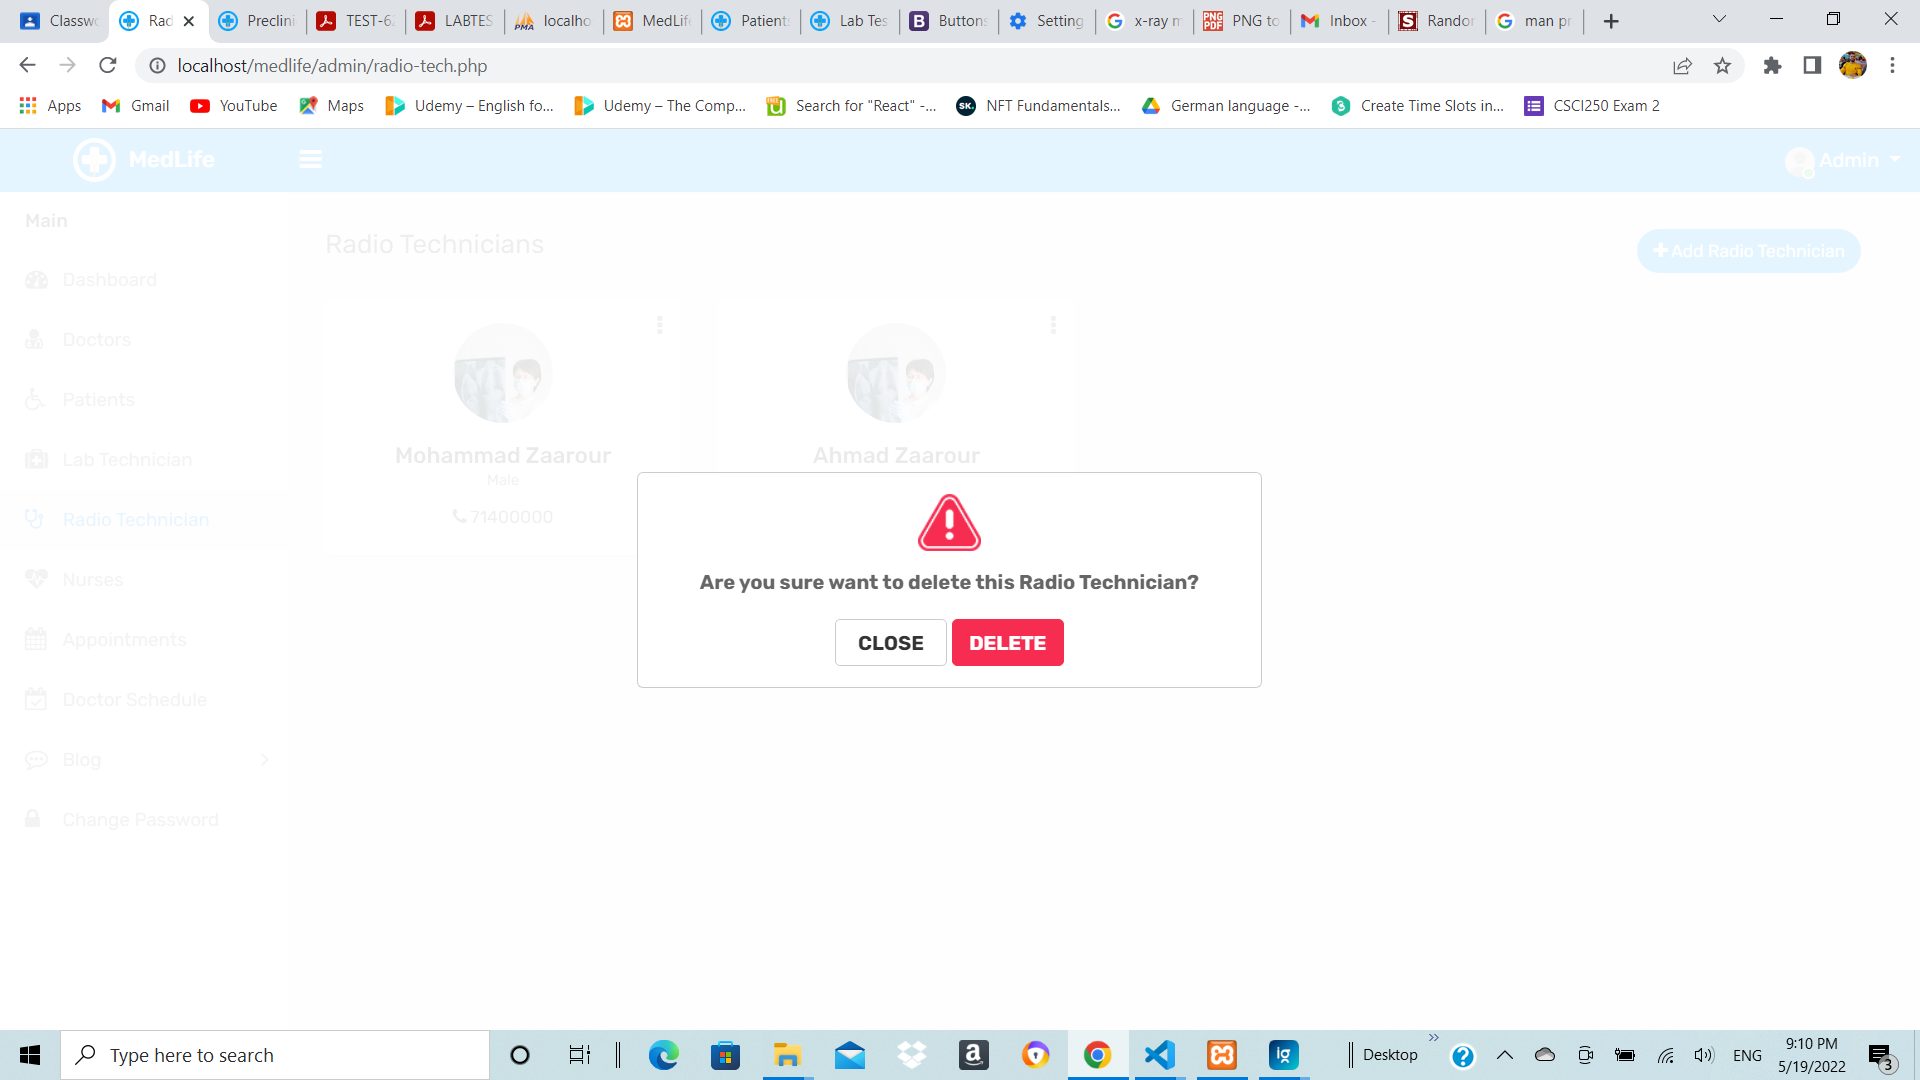 Classw Rad Preclini TEST-62 LABTES localho MedLife Patients Lab Tes Buttons Setting x-ray m PNG to Inbox - Random man pr
localhost/medlife/admin/radio-tech.php
Apps Gmail YouTube Maps Udemy – English fo... Udemy – The Comp... Search for "React" -... NFT Fundamentals... German language -... Create Time Slots in... CSCI250 Exam 2
MedLife Admin
Main
Radio Technicians
Add Radio Technician
Dashboard
Doctors
Patients
Lab Technician
Radio Technician
Nurses
Appointments
Doctor Schedule
Blog
Change Password
Mohammad Zaarour
Male
71400000
Ahmad Zaarour
Are you sure want to delete this Radio Technician?
CLOSE DELETE
Type here to search
Desktop
ENG
9:10 PM
5/19/2022
3